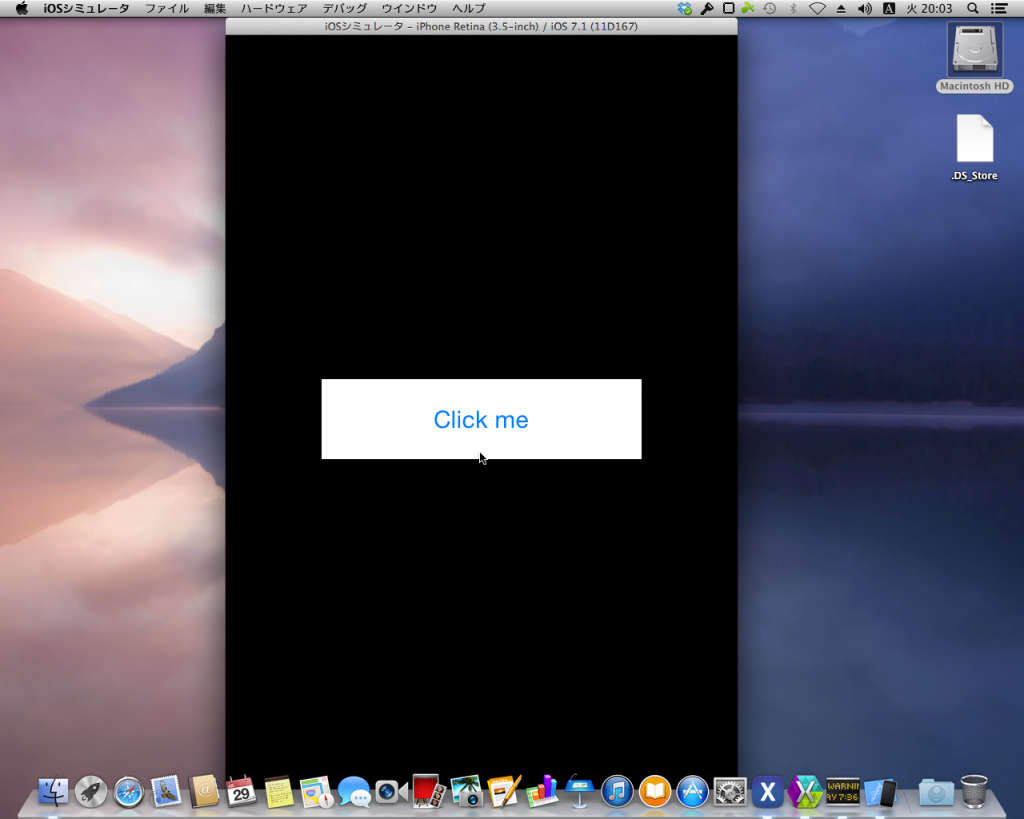 iOSシミュレータ ファイル 編集 ハードウェア デバッグ ウインドウ ヘルプ A 火 20:03
iOSシミュレータ – iPhone Retina (3.5–inch) / iOS 7.1 (11D167)
Macintosh HD
.DS_Store
Click me
29
WARNIN
AY 7:36